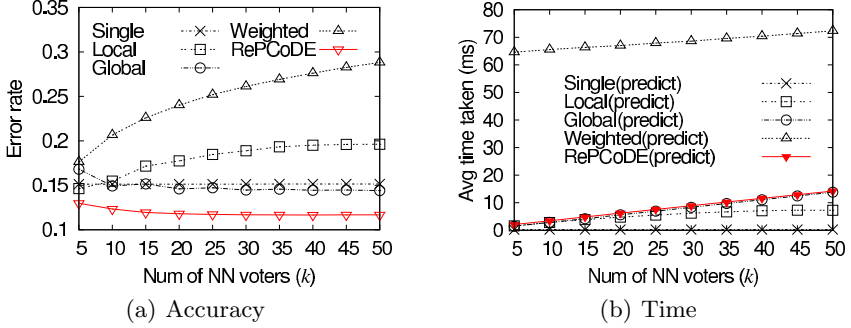 0.35
0.3
0.25
0.2
0.15
0.1
Error rate
Single
Local
Global
Weighted
RePCoDE
5 10 15 20 25 30 35 40 45 50
Num of NN voters (k)
(a) Accuracy
80
70
60
50
40
30
20
10
0
Avg time taken (ms)
Single(predict)
Local(predict)
Global(predict)
Weighted(predict)
RePCoDE(predict)
5 10 15 20 25 30 35 40 45 50
Num of NN voters (k)
(b) Time